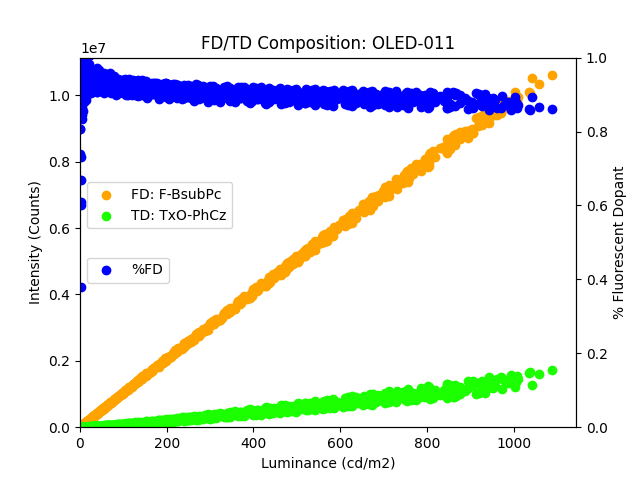 FD/TD Composition: OLED-011
1e7
1.0
0.8
0.6
0.4
0.2
0.0
Intensity (Counts)
FD: F-BsubPc
TD: TxO-PhCz
%FD
1.0
0.8
0.6
0.4
0.2
0.0
% Fluorescent Dopant
0 200 400 600 800 1000
Luminance (cd/m2)